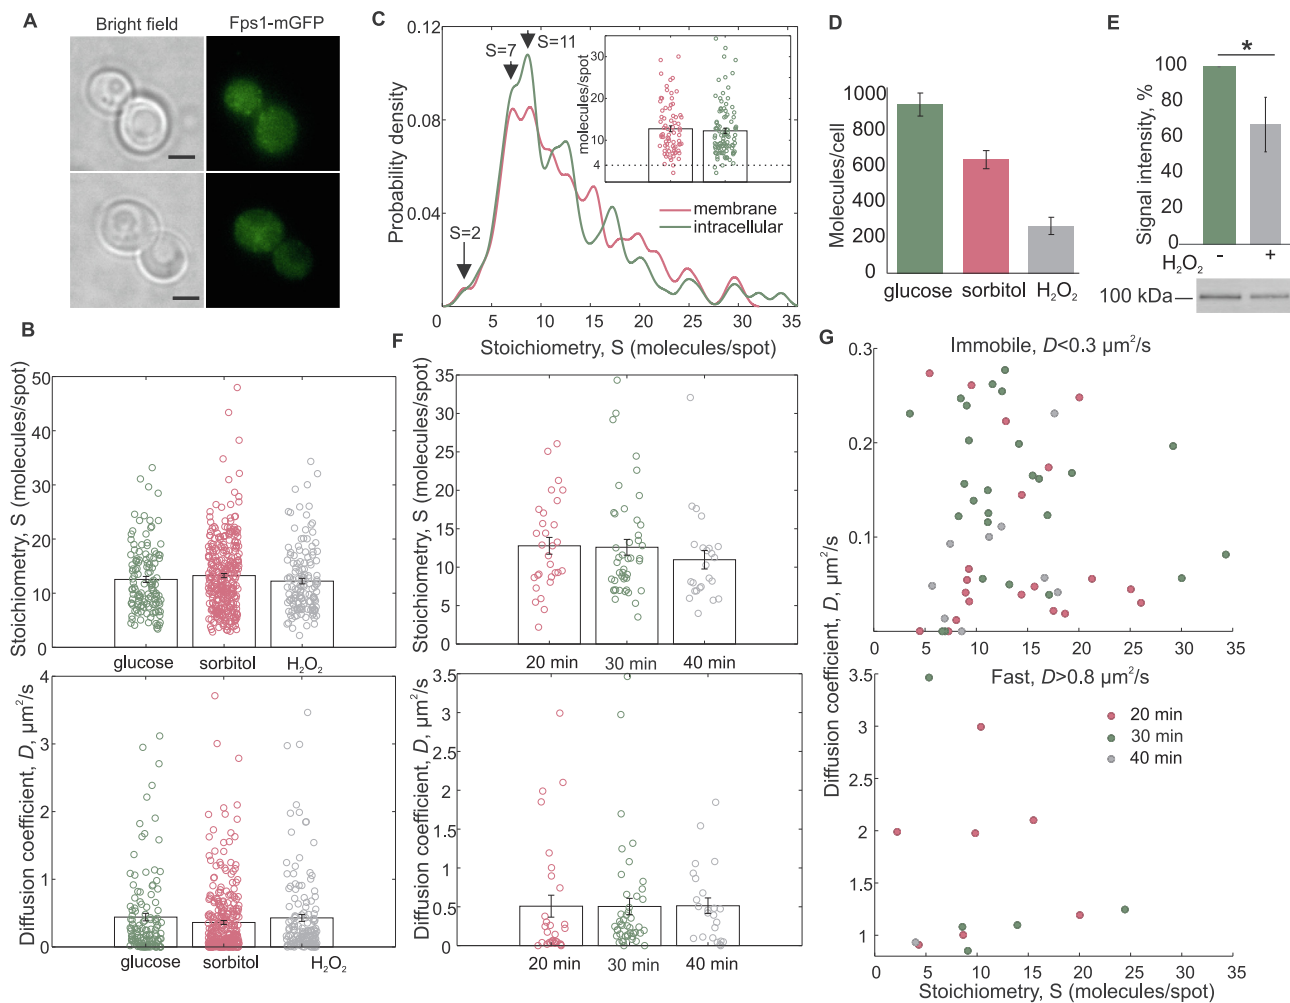 A
Bright field
Fps1-mGFP
B
Stoichiometry, S (molecules/spot)
50
40
30
20
10
0
glucose
sorbitol
H₂O₂
Diffusion coefficient, D, µm²/s
4
3
2
1
0
glucose
sorbitol
H₂O₂
C
Probability density
0.12
0.08
0.04
S=2
S=7
S=11
molecules/spot
30
20
10
4
membrane
intracellular
0
5
10
15
20
25
30
35
Stoichiometry, S (molecules/spot)
D
Molecules/cell
1000
800
600
400
200
0
glucose
sorbitol
H₂O₂
E
*
Signal intensity, %
100
80
60
40
20
0
H₂O₂
-
+
100 kDa
F
Stoichiometry, S (molecules/spot)
35
30
25
20
15
10
5
0
20 min
30 min
40 min
Diffusion coefficient, D, µm²/s
3.5
3
2.5
2
1.5
1
0.5
0
20 min
30 min
40 min
G
Immobile, D<0.3 µm²/s
Diffusion coefficient, D, µm²/s
0.3
0.2
0.1
0
5
10
15
20
25
30
35
Fast, D>0.8 µm²/s
20 min
30 min
40 min
3.5
3
2.5
2
1.5
1
0
5
10
15
20
25
30
35
Stoichiometry, S (molecules/spot)